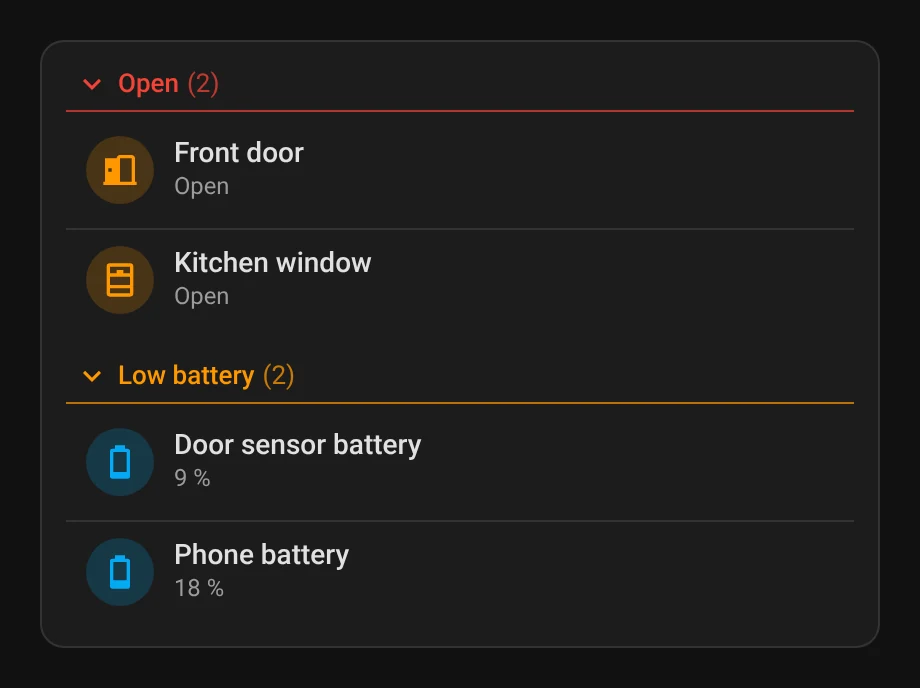 Open (2)
Front door
Open
Kitchen window
Open
Low battery (2)
Door sensor battery
9 %
Phone battery
18 %